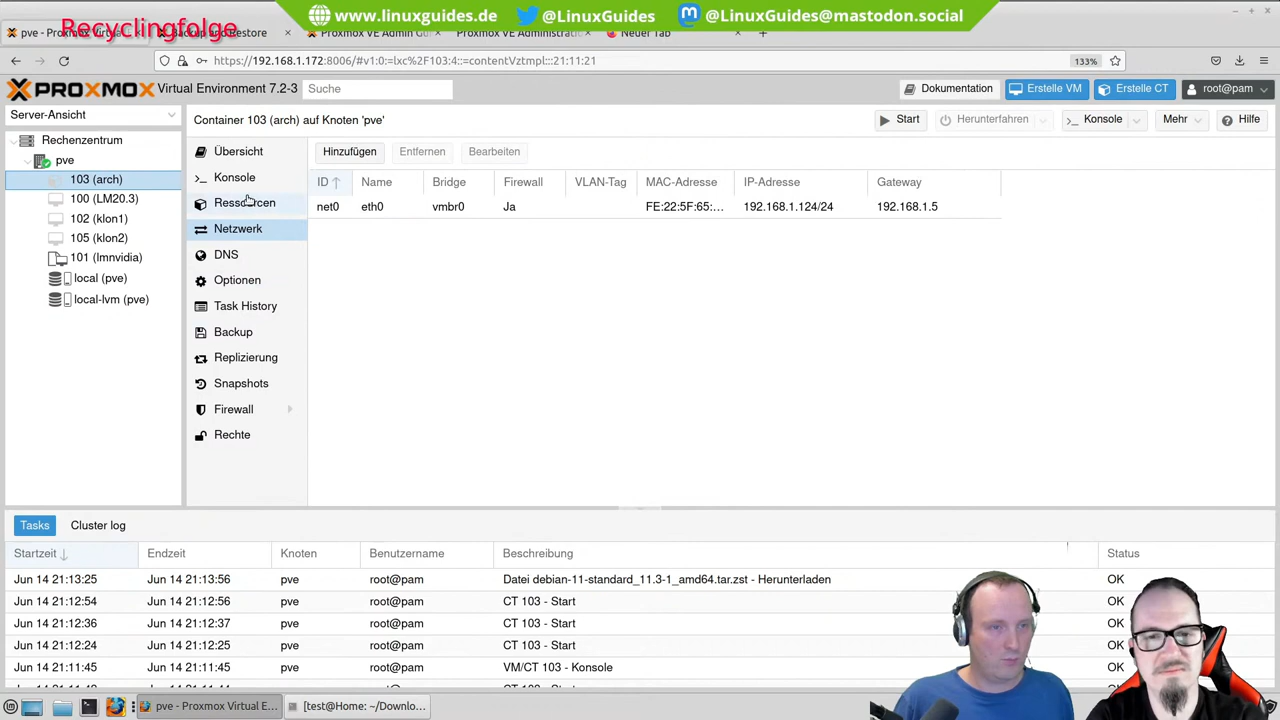 www.linuxguides.de @LinuxGuides @LinuxGuides@mastodon.social
Recyclingfolge
pve - Proxmox Virtual Backup und Restore Proxmox VE Admin Proxmox VE Administra Neuer Tab
https://192.168.1.172:8006/#v1:0:=lxc%2F103:4::=contentVztmpl:::21:11:21 133%
PROXMOX Virtual Environment 7.2-3 Suche Dokumentation Erstelle VM Erstelle CT root@pam
Server-Ansicht Container 103 (arch) auf Knoten 'pve' Start Herunterfahren Konsole Mehr Hilfe
Rechenzentrum
pve
103 (arch)
100 (LM20.3)
102 (klon1)
105 (klon2)
101 (lmnvidia)
local (pve)
local-lvm (pve)
Übersicht
Konsole
Ressourcen
Netzwerk
DNS
Optionen
Task History
Backup
Replizierung
Snapshots
Firewall
Rechte
Hinzufügen Entfernen Bearbeiten
ID Name Bridge Firewall VLAN-Tag MAC-Adresse IP-Adresse Gateway
net0 eth0 vmbr0 Ja FE:22:5F:65:... 192.168.1.124/24 192.168.1.5
Tasks Cluster log
Startzeit Endzeit Knoten Benutzername Beschreibung Status
Jun 14 21:13:25 Jun 14 21:13:56 pve root@pam Datei debian-11-standard_11.3-1_amd64.tar.zst - Herunterladen OK
Jun 14 21:12:54 Jun 14 21:12:56 pve root@pam CT 103 - Start OK
Jun 14 21:12:36 Jun 14 21:12:37 pve root@pam CT 103 - Start OK
Jun 14 21:12:24 Jun 14 21:12:25 pve root@pam CT 103 - Start OK
Jun 14 21:11:45 Jun 14 21:11:45 pve root@pam VM/CT 103 - Konsole OK
pve - Proxmox Virtual E... [test@Home: ~/Downlo...